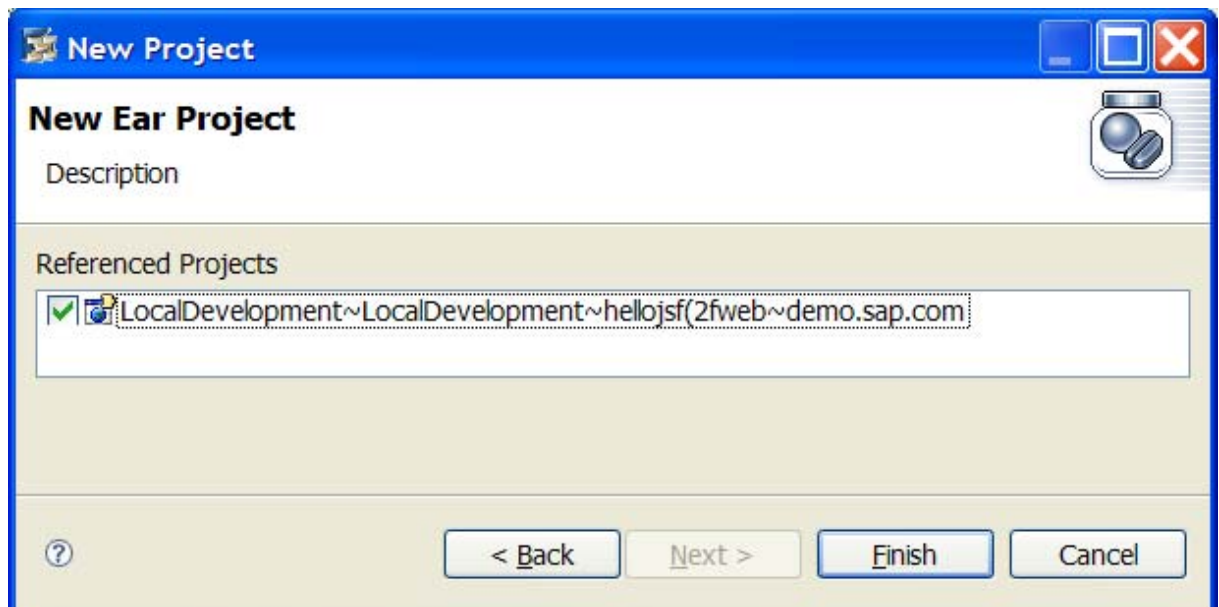 New Project
New Ear Project
Description
Referenced Projects
LocalDevelopment~LocalDevelopment~hellojsf(2fweb~demo.sap.com
?
< Back
Next >
Finish
Cancel